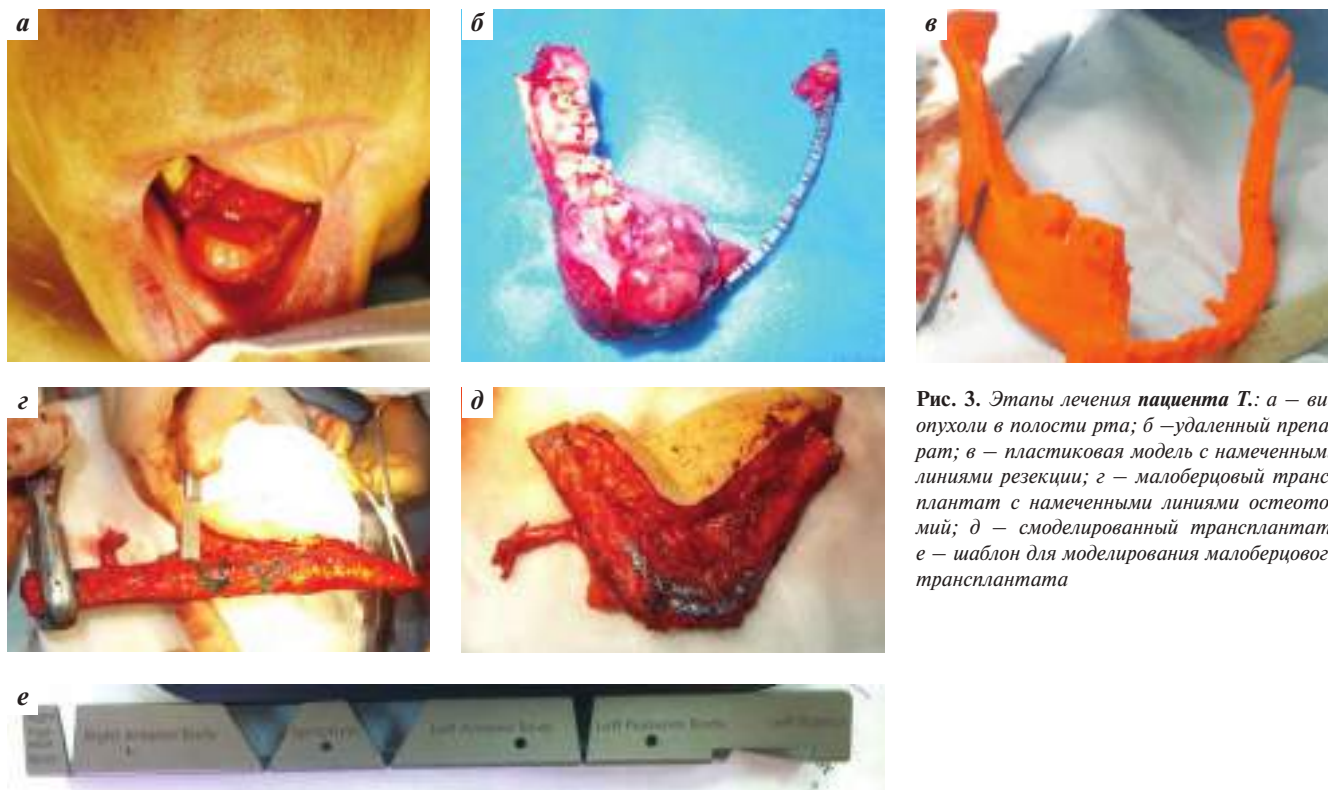 а
б
в
г
д
Рис. 3. Этапы лечения пациента Т.: а — ви
опухоли в полости рта; б —удаленный препа
рат; в — пластиковая модель с намеченным
линиями резекции; г — малоберцовый транс
плантат с намеченными линиями остеото
мий; д — смоделированный трансплантат
е — шаблон для моделирования малоберцовог
трансплантата
е
Right Anterior Body Symphysis Left Anterior Body Left Posterior Body Left Ramus